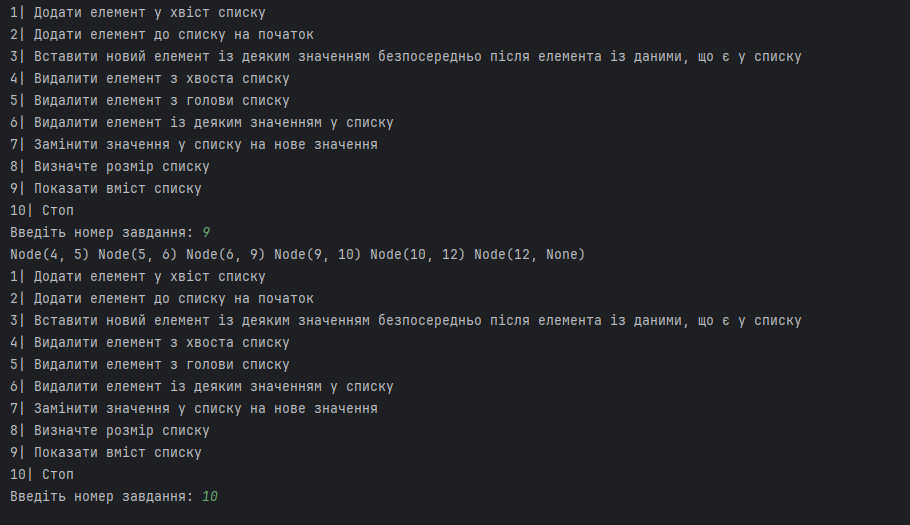 1| Додати елемент у хвіст списку
2| Додати елемент до списку на початок
3| Вставити новий елемент із деяким значенням безпосередньо після елемента із даними, що є у списку
4| Видалити елемент з хвоста списку
5| Видалити елемент з голови списку
6| Видалити елемент із деяким значенням у списку
7| Замінити значення у списку на нове значення
8| Визначте розмір списку
9| Показати вміст списку
10| Стоп
Введіть номер завдання: 9
Node(4, 5) Node(5, 6) Node(6, 9) Node(9, 10) Node(10, 12) Node(12, None)
1| Додати елемент у хвіст списку
2| Додати елемент до списку на початок
3| Вставити новий елемент із деяким значенням безпосередньо після елемента із даними, що є у списку
4| Видалити елемент з хвоста списку
5| Видалити елемент з голови списку
6| Видалити елемент із деяким значенням у списку
7| Замінити значення у списку на нове значення
8| Визначте розмір списку
9| Показати вміст списку
10| Стоп
Введіть номер завдання: 10